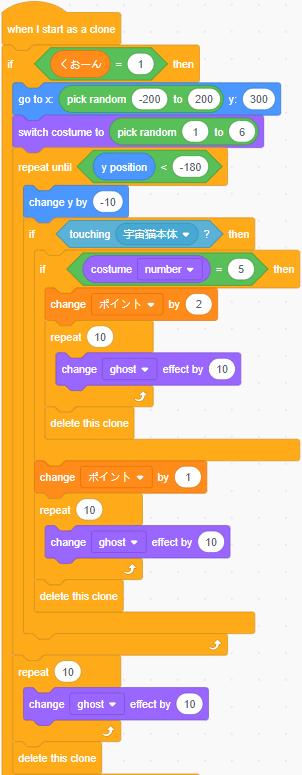 when I start as a clone
if くおーん = 1 then
go to x: pick random -200 to 200 y: 300
switch costume to pick random 1 to 6
repeat until y position < -180
change y by -10
if touching 宇宙猫本体 ? then
if costume number = 5 then
change ポイント by 2
repeat 10
change ghost effect by 10
delete this clone
change ポイント by 1
repeat 10
change ghost effect by 10
delete this clone
repeat 10
change ghost effect by 10
delete this clone